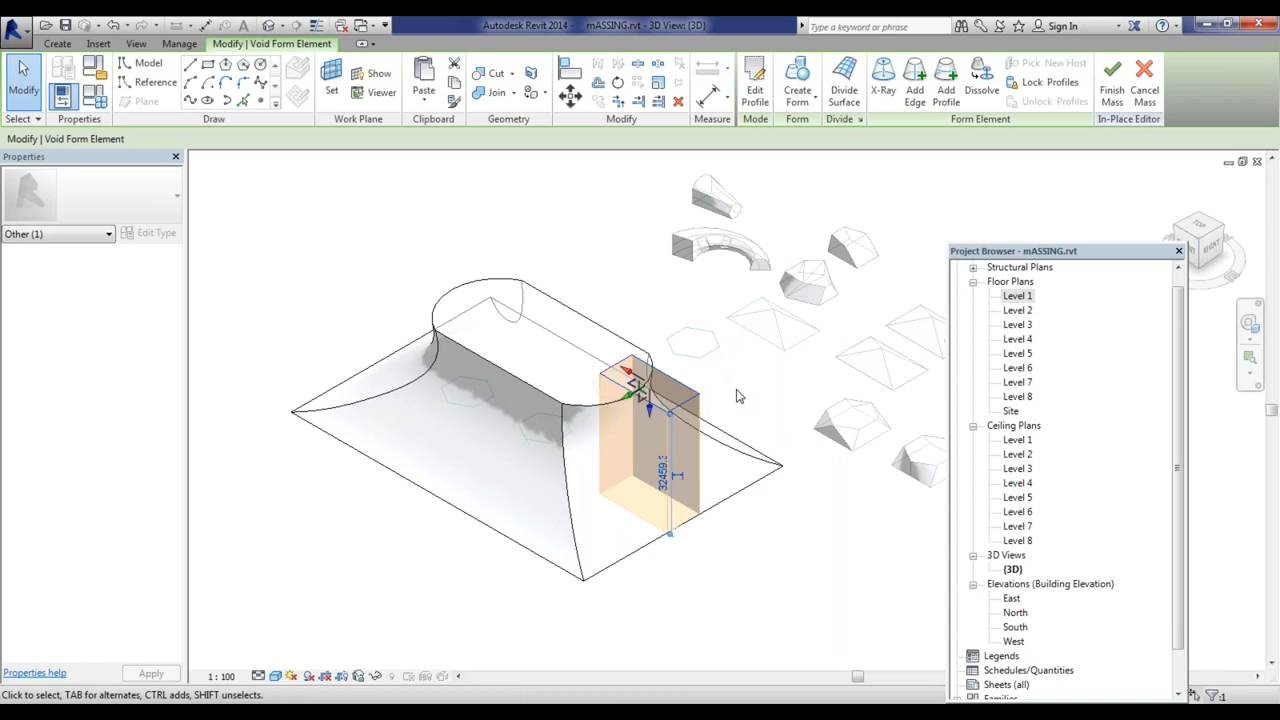 Autodesk Revit 2014 - mASSING.rvt - 3D View: {3D}
Type a keyword or phrase
Sign In
Create Insert View Manage Modify | Void Form Element
Modify
Model
Reference
Plane
Set
Show
Viewer
Paste
Cut
Join
Edit Profile
Create Form
Divide Surface
X-Ray
Add Edge
Add Profile
Dissolve
Pick New Host
Lock Profiles
Unlock Profiles
Finish Mass
Cancel Mass
Select Properties Draw Work Plane Clipboard Geometry Modify Measure Mode Form Divide Form Element In-Place Editor
Modify | Void Form Element
Properties
Other (1)
Edit Type
TOP
RIGHT
Project Browser - mASSING.rvt
Structural Plans
Floor Plans
Level 1
Level 2
Level 3
Level 4
Level 5
Level 6
Level 7
Level 8
Site
Ceiling Plans
Level 1
Level 2
Level 3
Level 4
Level 5
Level 6
Level 7
Level 8
3D Views
{3D}
Elevations (Building Elevation)
East
North
South
West
Legends
Schedules/Quantities
Sheets (all)
Families
Properties help
Apply
1 : 100
Click to select, TAB for alternates, CTRL adds, SHIFT unselects.
:1